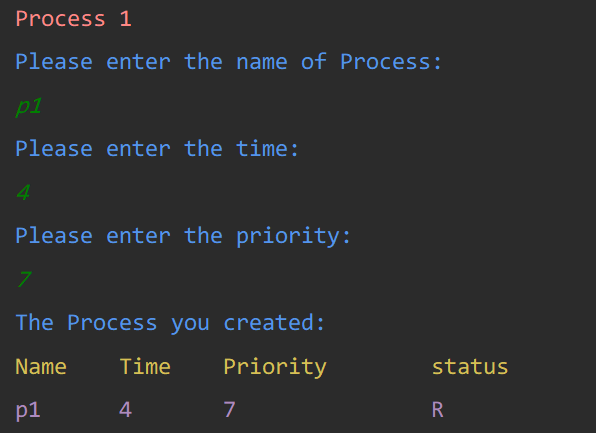 Process 1
Please enter the name of Process:
p1
Please enter the time:
4
Please enter the priority:
7
The Process you created:
Name Time Priority status
p1 4 7 R